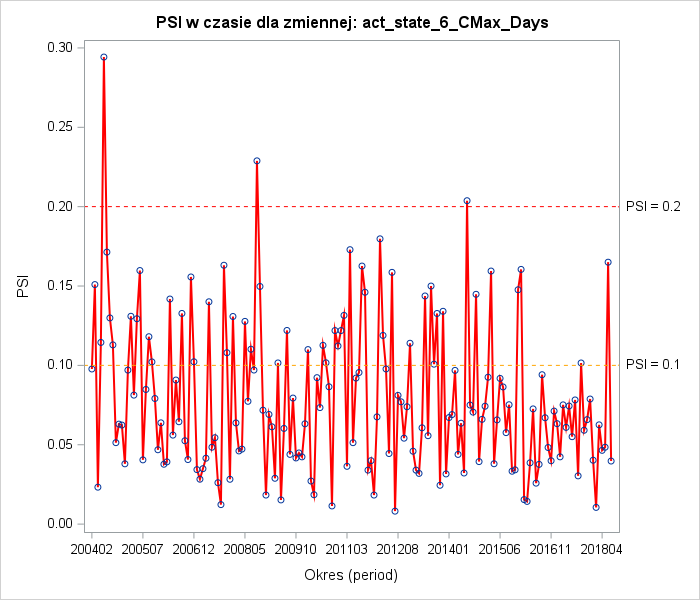 PSI w czasie dla zmiennej: act_state_6_CMax_Days
0.30
0.25
0.20
0.15
0.10
0.05
0.00
PSI
PSI = 0.2
PSI = 0.1
200402 200507 200612 200805 200910 201103 201208 201401 201506 201611 201804
Okres (period)